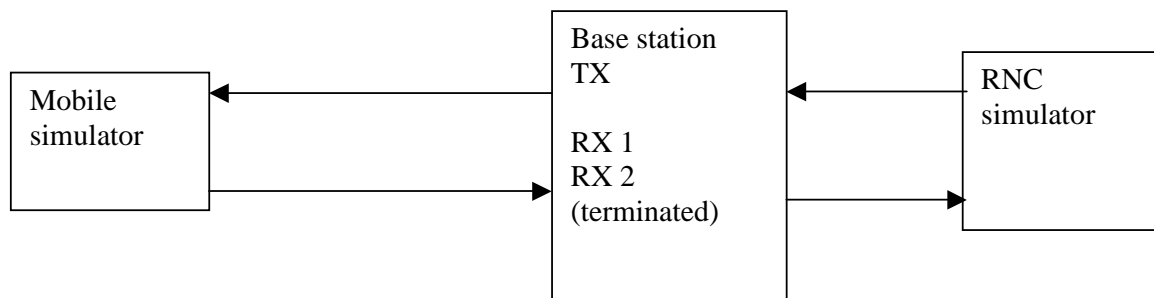 Mobile
simulator
Base station
TX
RX 1
RX 2
(terminated)
RNC
simulator